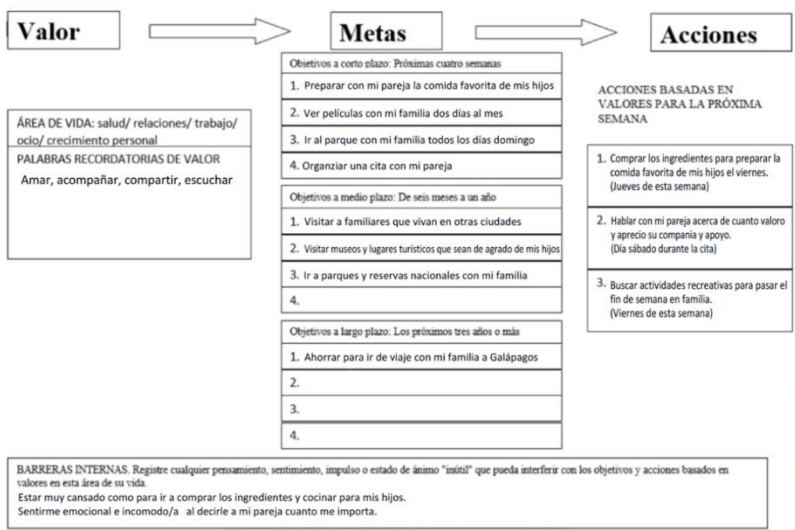 Valor
Metas
Acciones
ÁREA DE VIDA: salud/ relaciones/ trabajo/
ocio/ crecimiento personal
PALABRAS RECORDATORIAS DE VALOR
Amar, acompañar, compartir, escuchar
Objetivos a corto plazo: Próximas cuatro semanas
1. Preparar con mi pareja la comida favorita de mis hijos
2. Ver películas con mi familia dos días al mes
3. Ir al parque con mi familia todos los días domingo
4. Organziar una cita con mi pareja
Objetivos a medio plazo: De seis meses a un año
1. Visitar a familiares que vivan en otras ciudades
2. Visitar museos y lugares turísticos que sean de agrado de mis hijos
3. Ir a parques y reservas nacionales con mi familia
4.
Objetivos a largo plazo: Los próximos tres años o más
1. Ahorrar para ir de viaje con mi familia a Galápagos
2.
3.
4.
ACCIONES BASADAS EN
VALORES PARA LA PRÓXIMA
SEMANA
1. Comprar los ingredientes para preparar la
comida favorita de mis hijos el viernes.
(Jueves de esta semana)
2. Hablar con mi pareja acerca de cuanto valoro
y aprecio su compania y apoyo.
(Día sábado durante la cita)
3. Buscar actividades recreativas para pasar el
fin de semana en familia.
(Viernes de esta semana)
BARRERAS INTERNAS. Registre cualquier pensamiento, sentimiento, impulso o estado de ánimo "inútil" que pueda interferir con los objetivos y acciones basados en
valores en esta área de su vida.
Estar muy cansado como para ir a comprar los ingredientes y cocinar para mis hijos.
Sentirme emocional e incomodo/a al decirle a mi pareja cuanto me importa.